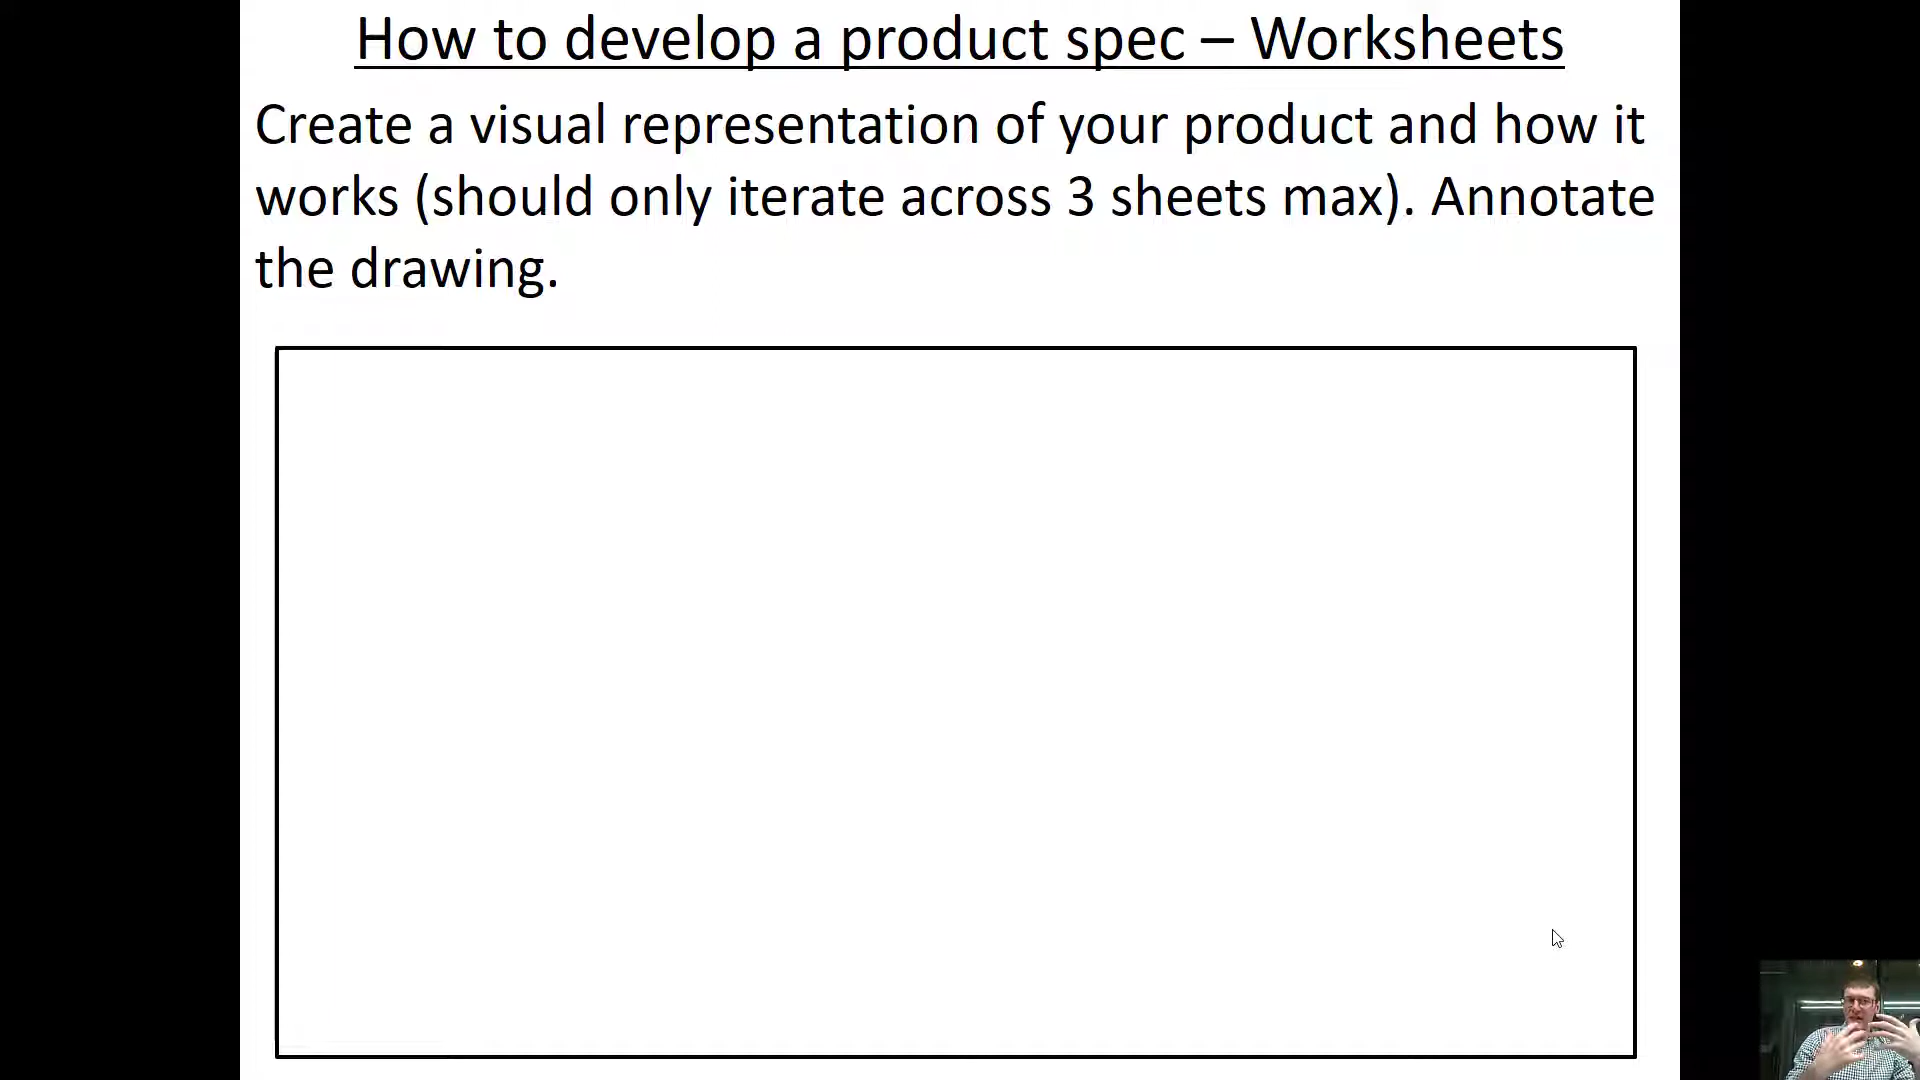 How to develop a product spec – Worksheets
Create a visual representation of your product and how it
works (should only iterate across 3 sheets max). Annotate
the drawing.